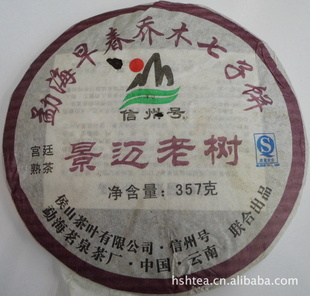 勐海早春乔木七子饼
信州号
宫廷
熟茶
景迈老树
净含量：357克
侯山茶叶有限公司·信州号
勐海茗泉茶厂·中国·云南
联合出品
hshtea.cn.alibaba.com